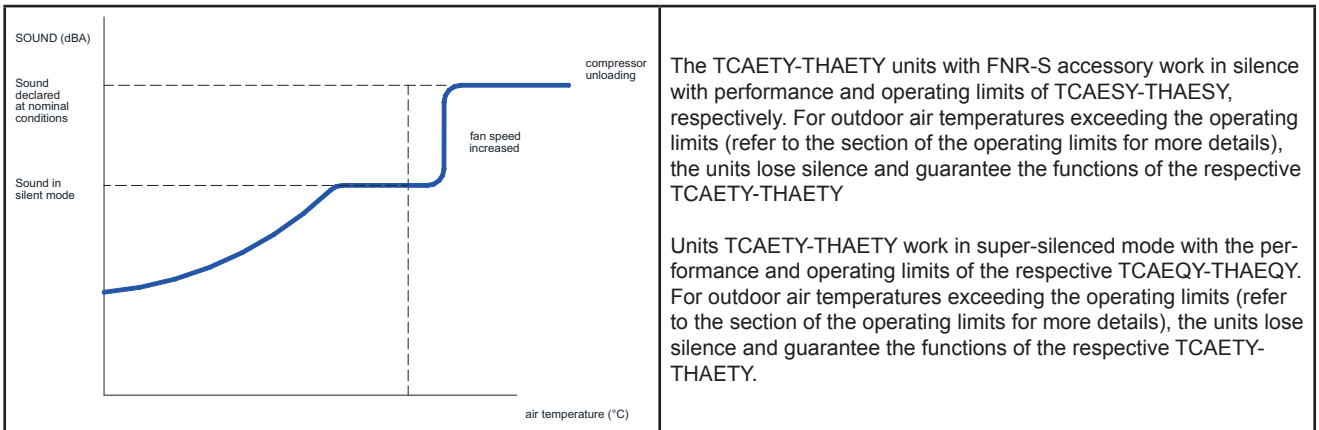 SOUND (dBA)
Sound
declared
at nominal
conditions
compressor
unloading
fan speed
increased
Sound in
silent mode
air temperature (°C)
The TCAETY-THAETY units with FNR-S accessory work in silence
with performance and operating limits of TCAESY-THAESY,
respectively. For outdoor air temperatures exceeding the operating
limits (refer to the section of the operating limits for more details),
the units lose silence and guarantee the functions of the respective
TCAETY-THAETY
Units TCAETY-THAETY work in super-silenced mode with the per-
formance and operating limits of the respective TCAEQY-THAEQY.
For outdoor air temperatures exceeding the operating limits (refer
to the section of the operating limits for more details), the units lose
silence and guarantee the functions of the respective TCAETY-
THAETY.